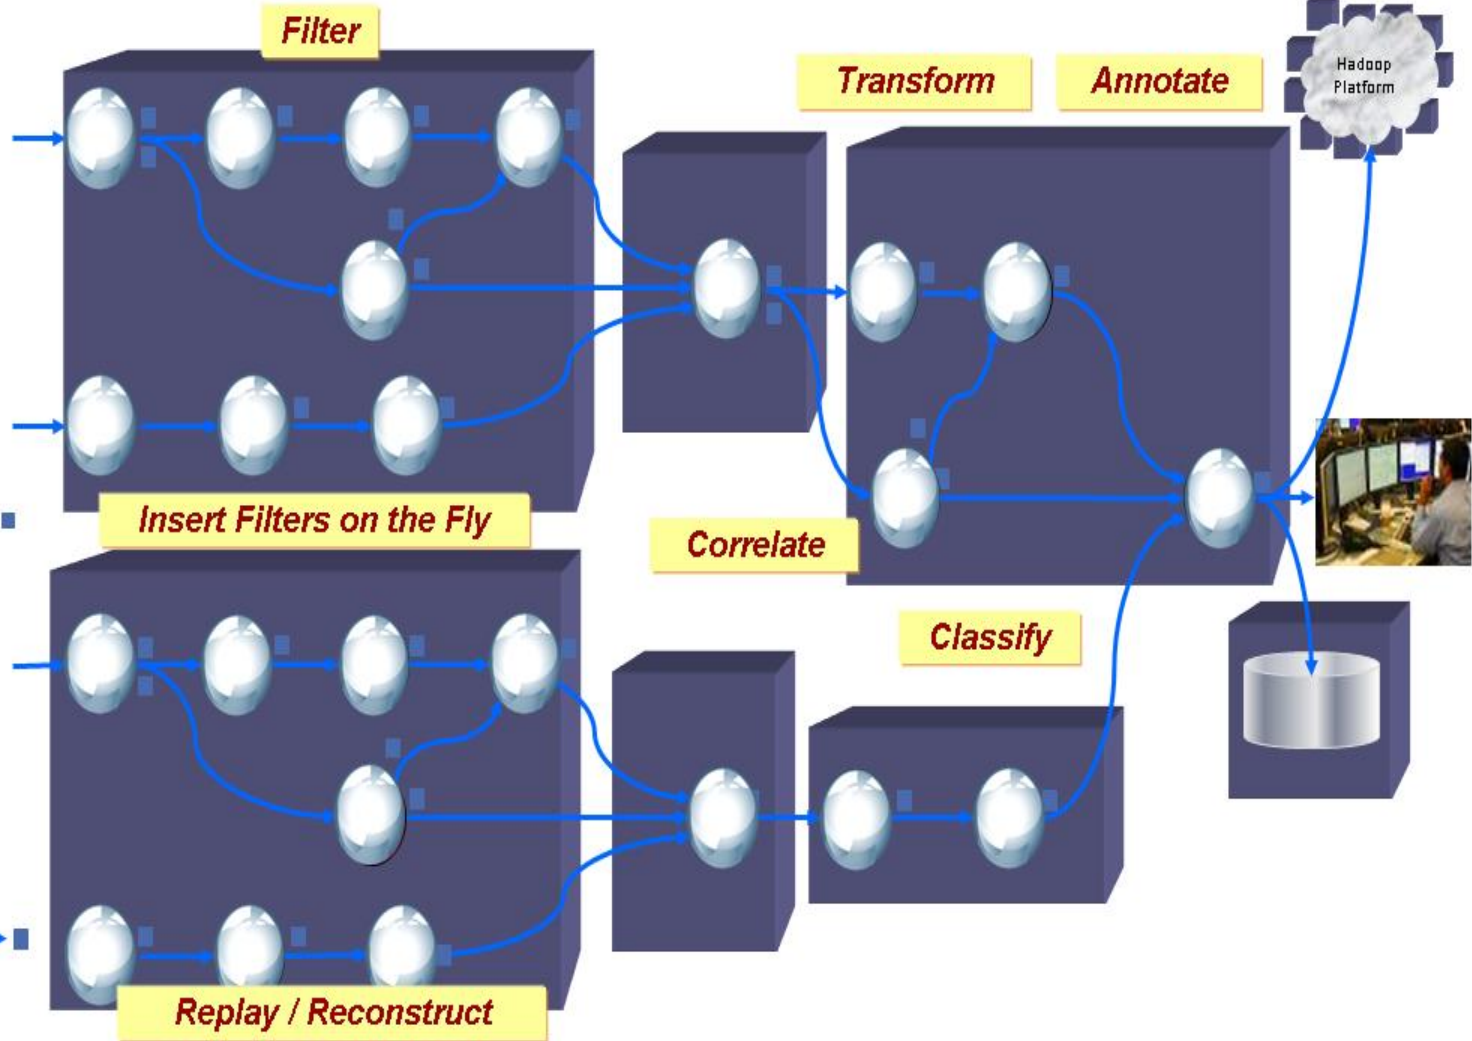 Filter
Transform
Annotate
Hadoop
Platform
Insert Filters on the Fly
Correlate
Classify
Replay / Reconstruct